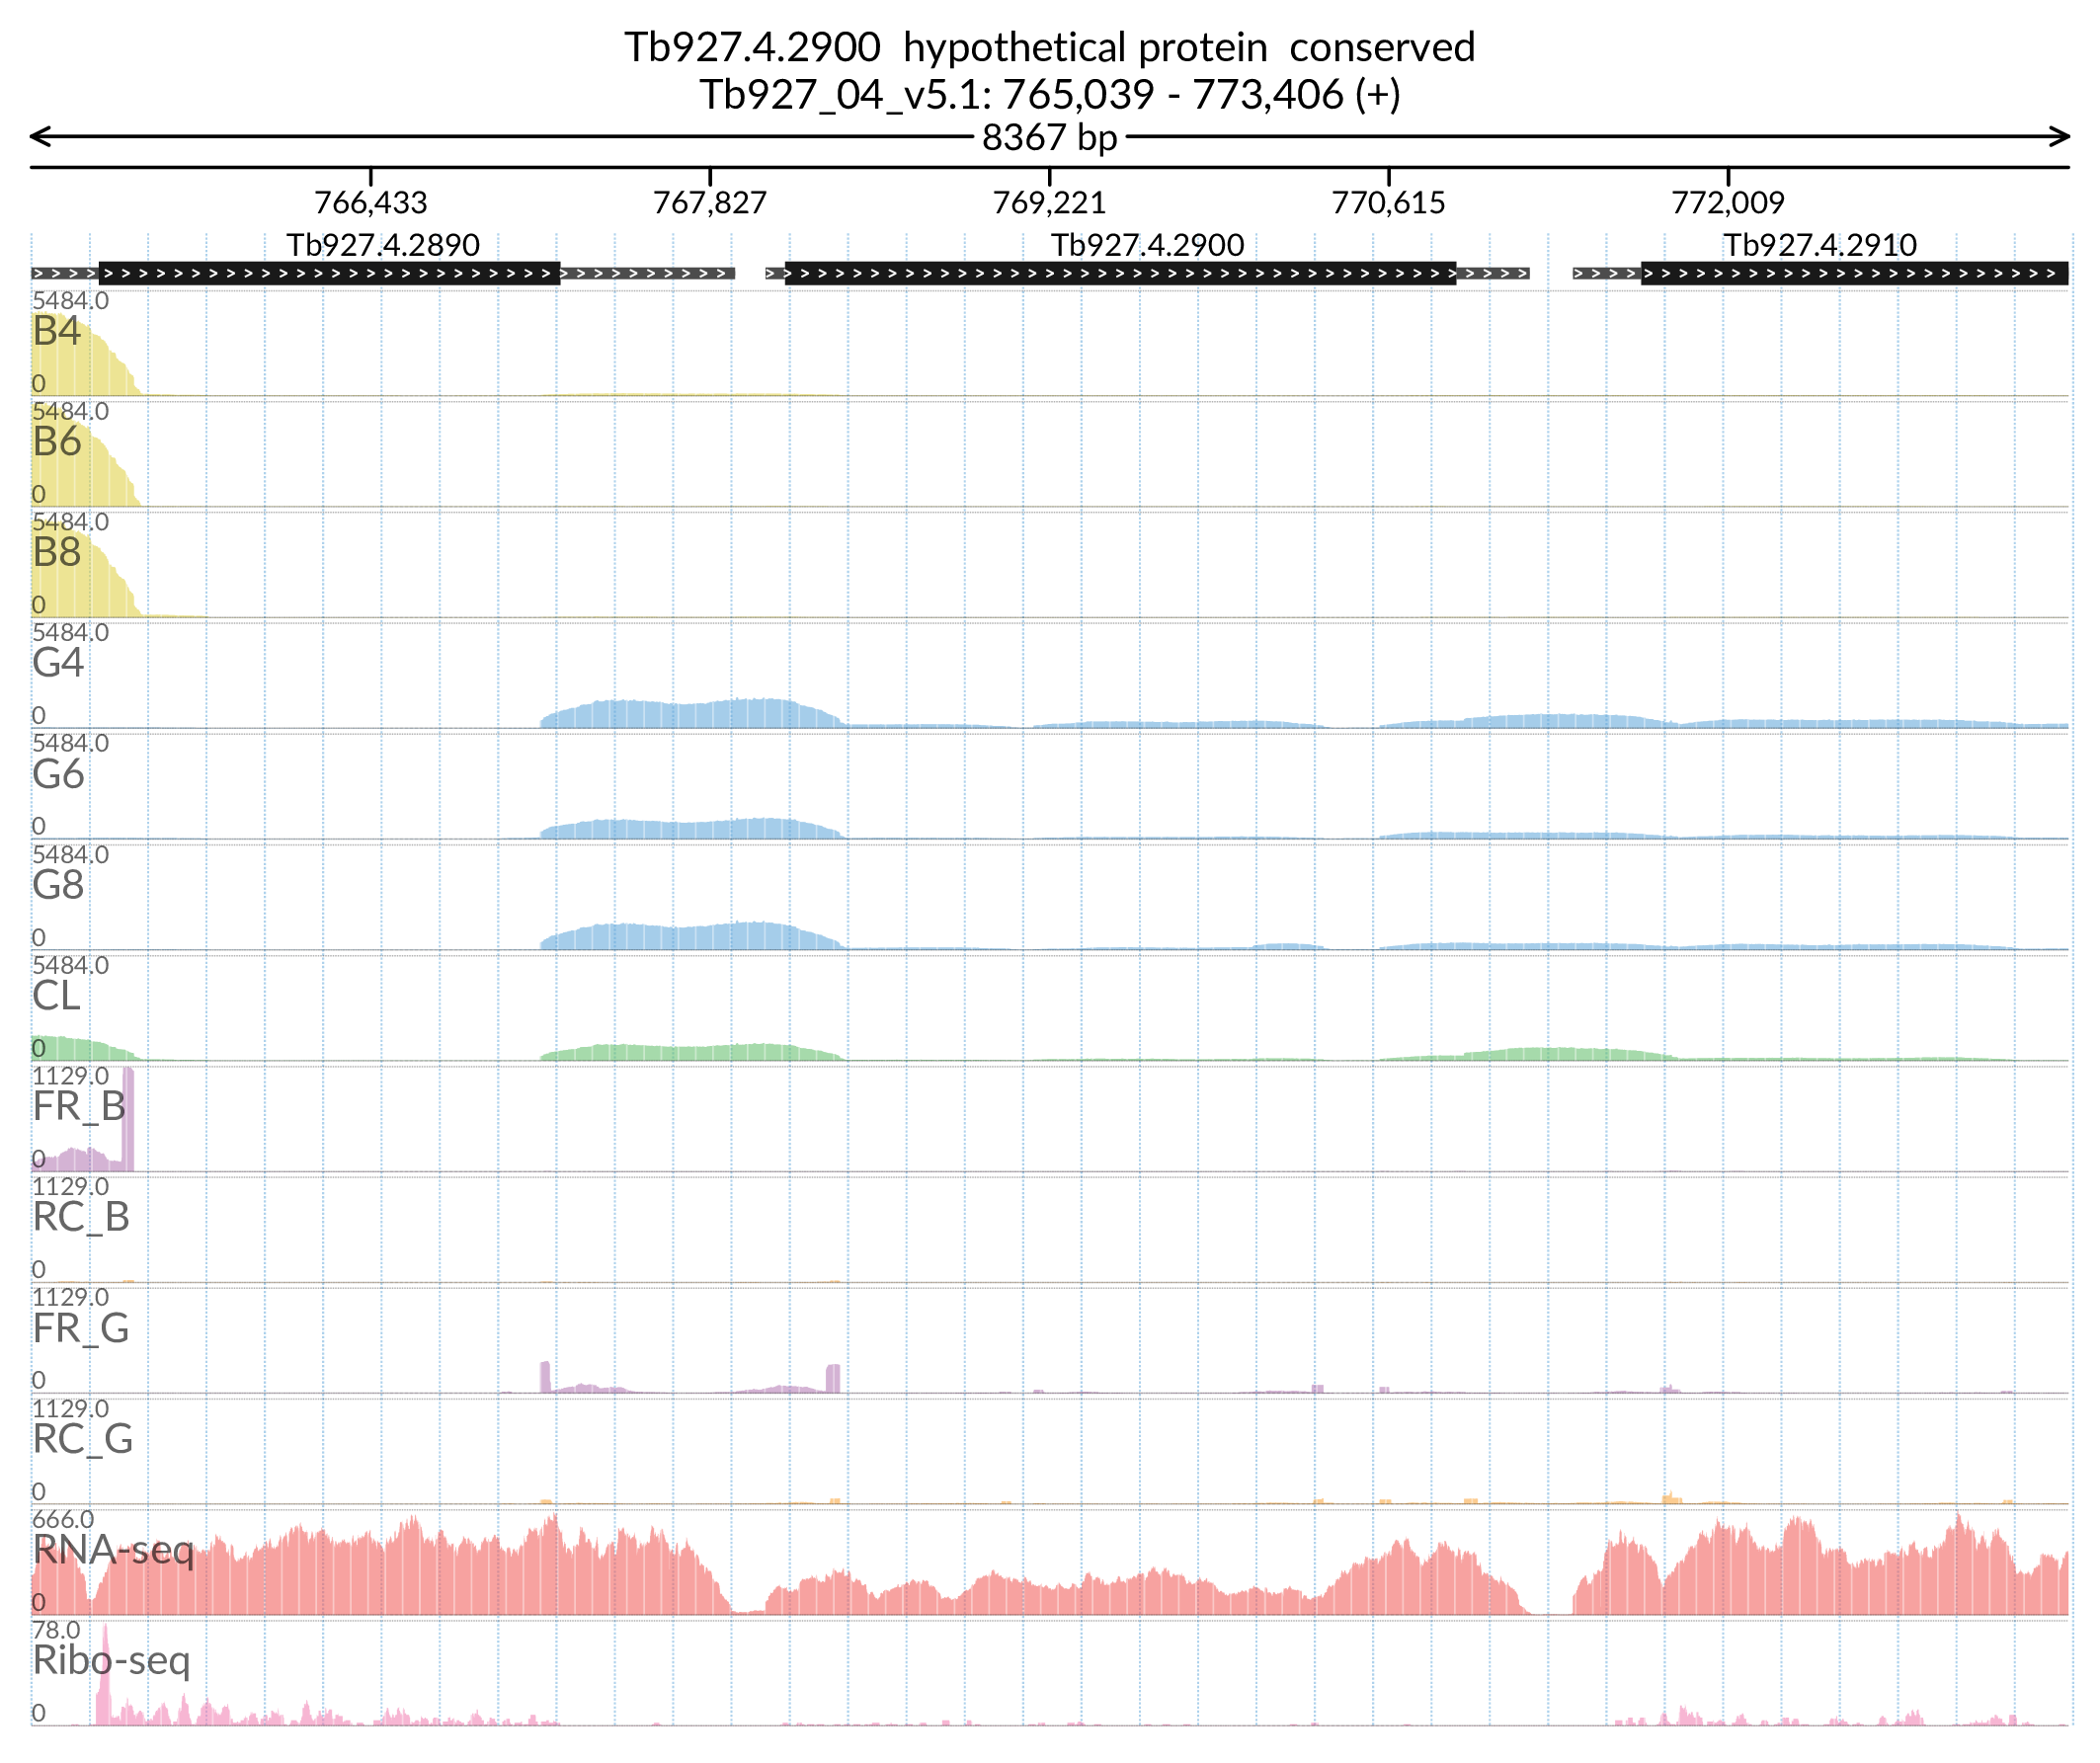 Tb927.4.2900 hypothetical protein conserved
Tb927_04_v5.1: 765,039 - 773,406 (+)
8367 bp
766,433 767,827 769,221 770,615 772,009
Tb927.4.2890 Tb927.4.2900 Tb927.4.2910
5484.0
B4
0
5484.0
B6
0
5484.0
B8
0
5484.0
G4
0
5484.0
G6
0
5484.0
G8
0
5484.0
CL
0
1129.0
FR_B
0
1129.0
RC_B
0
1129.0
FR_G
0
1129.0
RC_G
0
666.0
RNA-seq
0
78.0
Ribo-seq
0